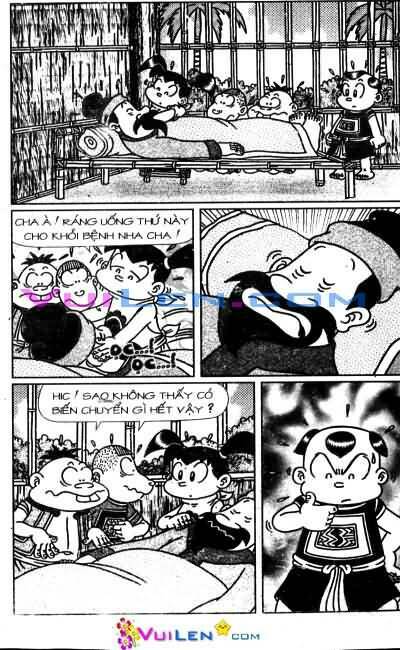 CHA À! RÁNG UỐNG THỨ NÀY
CHO KHỎI BỆNH NHA CHA!
VUILEN.COM
ỌC...!
ỌC...!
HIC! SAO KHÔNG THẤY CÓ
BIẾN CHUYỂN GÌ HẾT VẬY?
VUILEN.COM